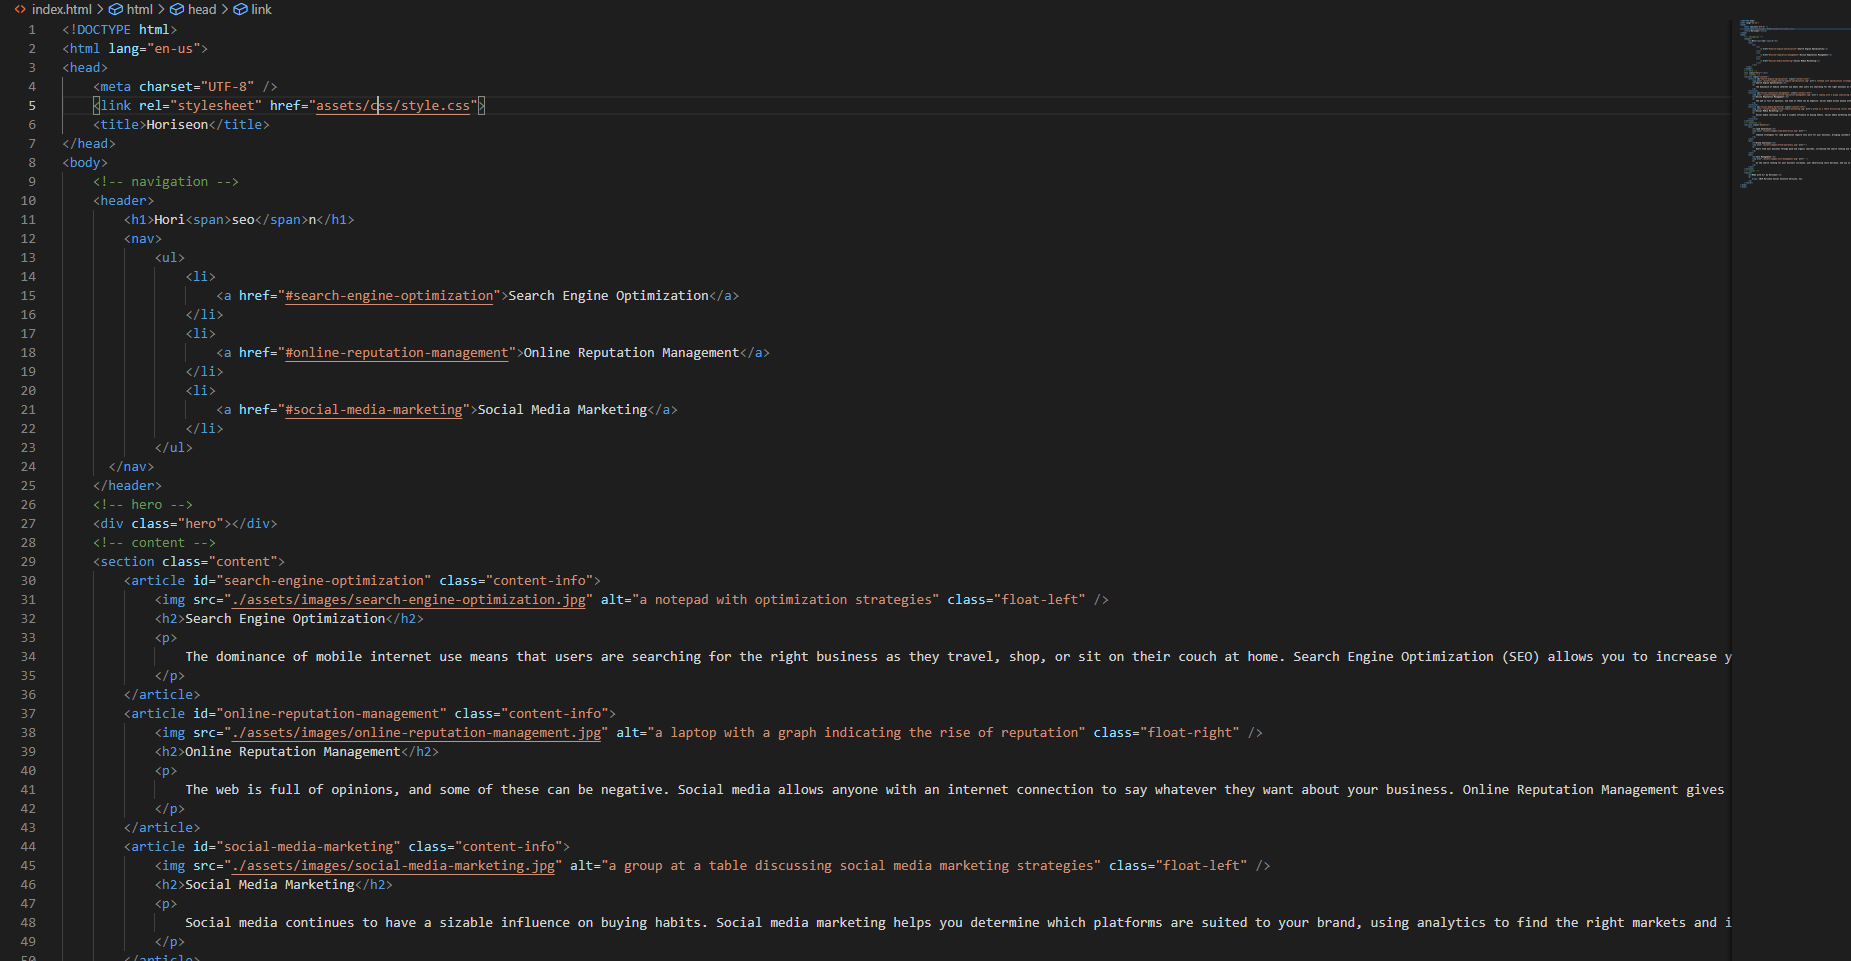 index.html > html > head > link
1 <!DOCTYPE html>
2 <html lang="en-us">
3 <head>
4 <meta charset="UTF-8" />
5 <link rel="stylesheet" href="assets/css/style.css">
6 <title>Horiseon</title>
7 </head>
8 <body>
9 <!-- navigation -->
10 <header>
11 <h1>Hori<span>seo</span>n</h1>
12 <nav>
13 <ul>
14 <li>
15 <a href="#search-engine-optimization">Search Engine Optimization</a>
16 </li>
17 <li>
18 <a href="#online-reputation-management">Online Reputation Management</a>
19 </li>
20 <li>
21 <a href="#social-media-marketing">Social Media Marketing</a>
22 </li>
23 </ul>
24 </nav>
25 </header>
26 <!-- hero -->
27 <div class="hero"></div>
28 <!-- content -->
29 <section class="content">
30 <article id="search-engine-optimization" class="content-info">
31 <img src="./assets/images/search-engine-optimization.jpg" alt="a notepad with optimization strategies" class="float-left" />
32 <h2>Search Engine Optimization</h2>
33 <p>
34 The dominance of mobile internet use means that users are searching for the right business as they travel, shop, or sit on their couch at home. Search Engine Optimization (SEO) allows you to increase y
35 </p>
36 </article>
37 <article id="online-reputation-management" class="content-info">
38 <img src="./assets/images/online-reputation-management.jpg" alt="a laptop with a graph indicating the rise of reputation" class="float-right" />
39 <h2>Online Reputation Management</h2>
40 <p>
41 The web is full of opinions, and some of these can be negative. Social media allows anyone with an internet connection to say whatever they want about your business. Online Reputation Management gives
42 </p>
43 </article>
44 <article id="social-media-marketing" class="content-info">
45 <img src="./assets/images/social-media-marketing.jpg" alt="a group at a table discussing social media marketing strategies" class="float-left" />
46 <h2>Social Media Marketing</h2>
47 <p>
48 Social media continues to have a sizable influence on buying habits. Social media marketing helps you determine which platforms are suited to your brand, using analytics to find the right markets and i
49 </p>
50 </article>